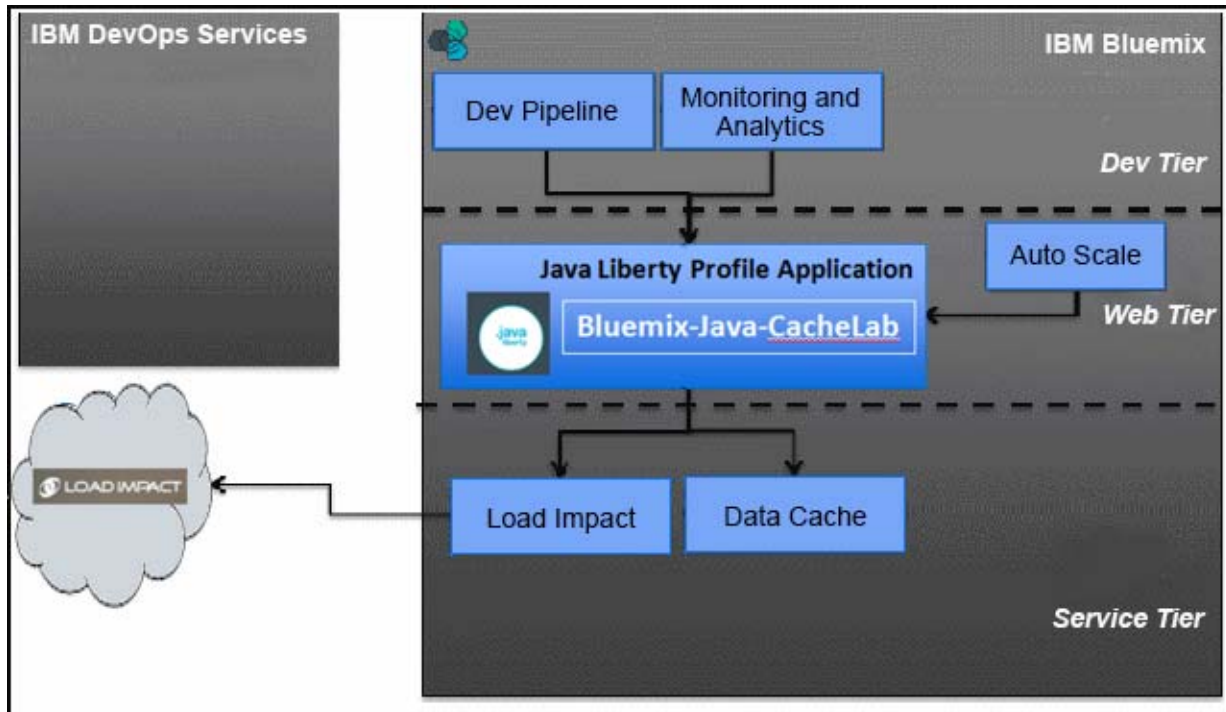 IBM DevOps Services
IBM Bluemix
Dev Pipeline
Monitoring and
Analytics
Dev Tier
Java Liberty Profile Application
java
liberty
Bluemix-Java-CacheLab
Auto Scale
Web Tier
LOAD IMPACT
Load Impact
Data Cache
Service Tier